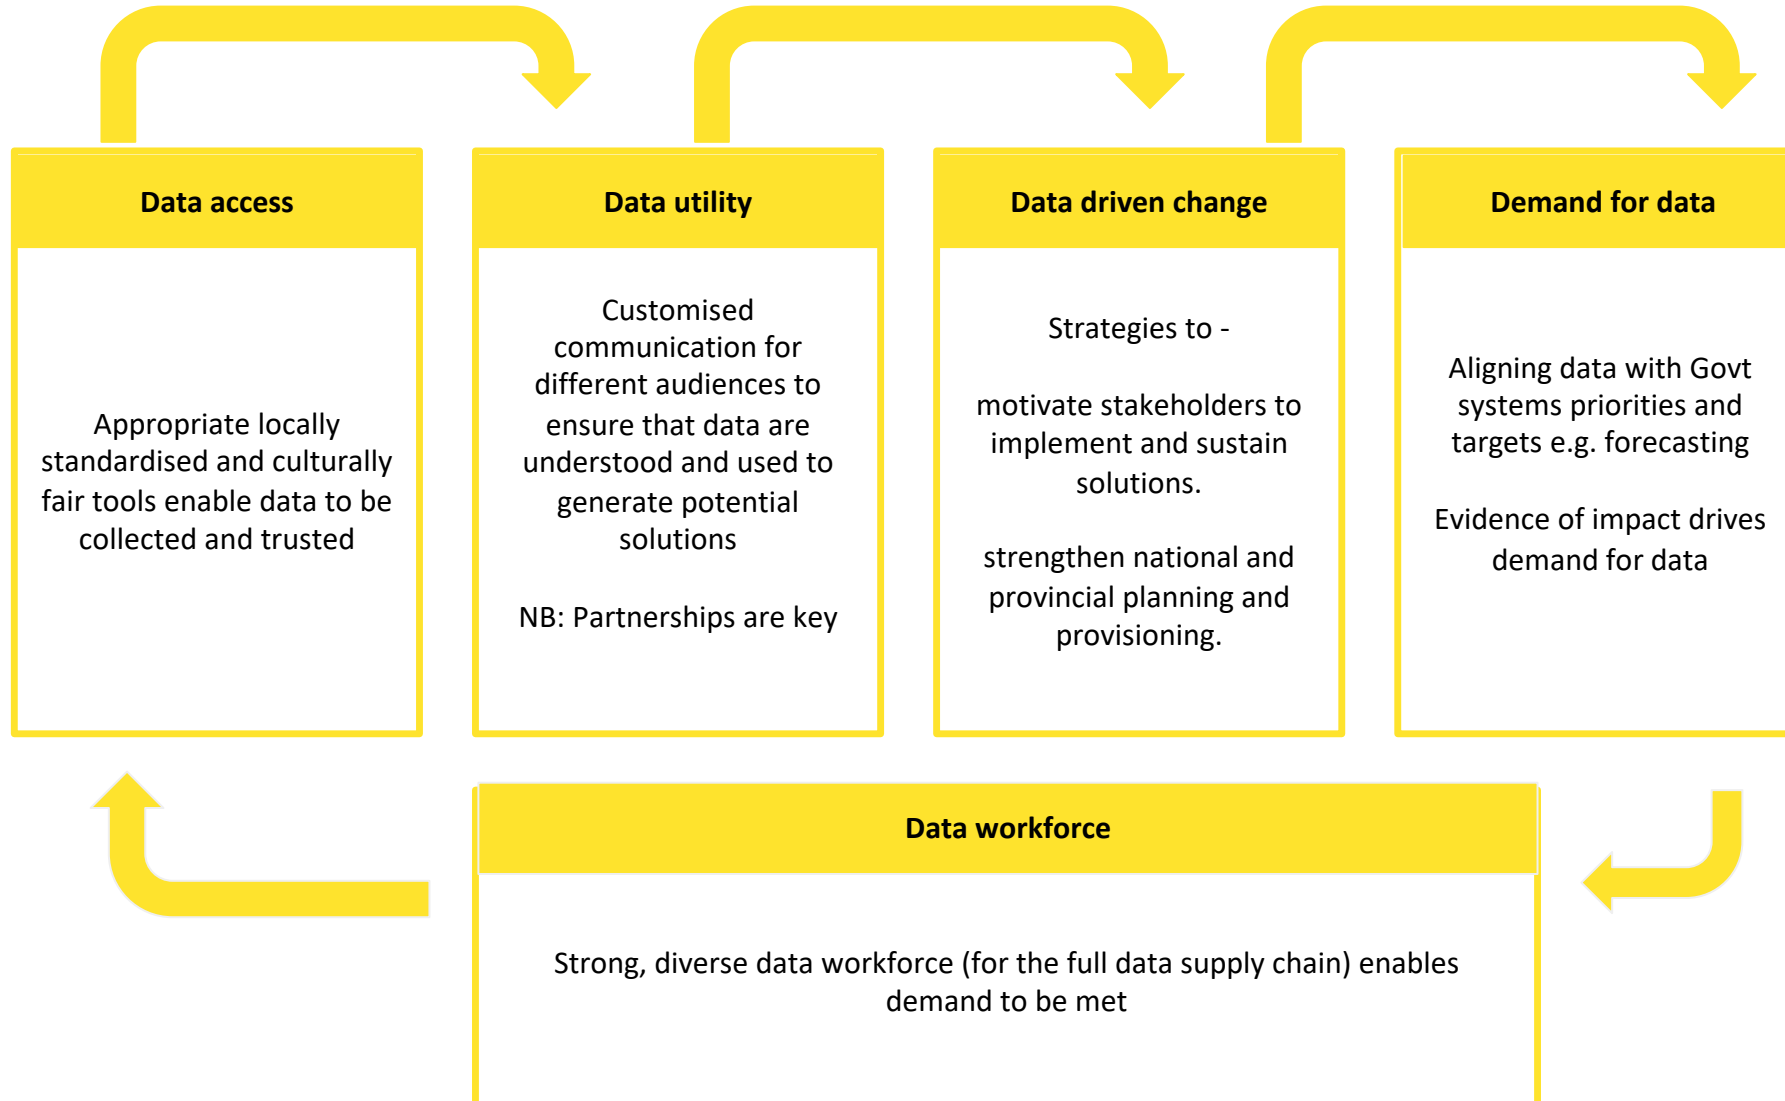 Data access
Appropriate locally
standardised and culturally
fair tools enable data to be
collected and trusted
Data utility
Customised
communication for
different audiences to
ensure that data are
understood and used to
generate potential
solutions
NB: Partnerships are key
Data driven change
Strategies to -
motivate stakeholders to
implement and sustain
solutions.
strengthen national and
provincial planning and
provisioning.
Demand for data
Aligning data with Govt
systems priorities and
targets e.g. forecasting
Evidence of impact drives
demand for data
Data workforce
Strong, diverse data workforce (for the full data supply chain) enables
demand to be met